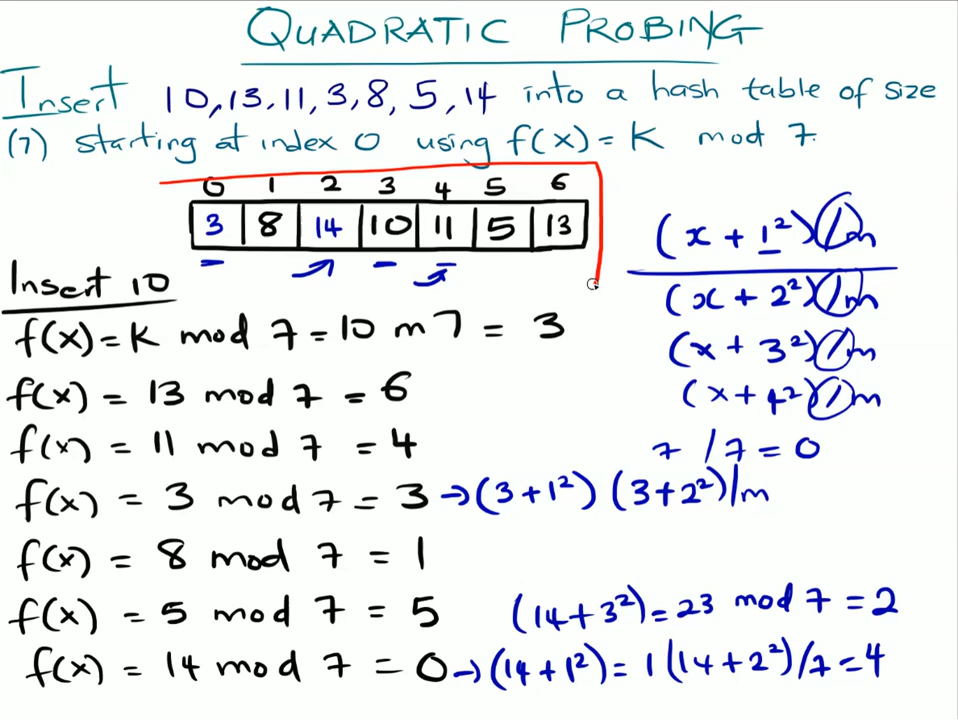 QUADRATIC PROBING
Insert 10,13,11,3,8,5,14 into a hash table of size
(7) starting at index 0 using f(x) = K mod 7.
0 1 2 3 4 5 6
3 8 14 10 11 5 13
(x + 1²)/m
(x + 2²)/m
(x + 3²)/m
(x + 4²)/m
7 /7 = 0
Insert 10
f(x) = K mod 7 = 10 m 7 = 3
f(x) = 13 mod 7 = 6
f(x) = 11 mod 7 = 4
f(x) = 3 mod 7 = 3 → (3+1²) (3+2²)/m
f(x) = 8 mod 7 = 1
f(x) = 5 mod 7 = 5
(14+3²) = 23 mod 7 = 2
f(x) = 14 mod 7 = 0 → (14+1²) = 1 (14+2²)/7 = 4